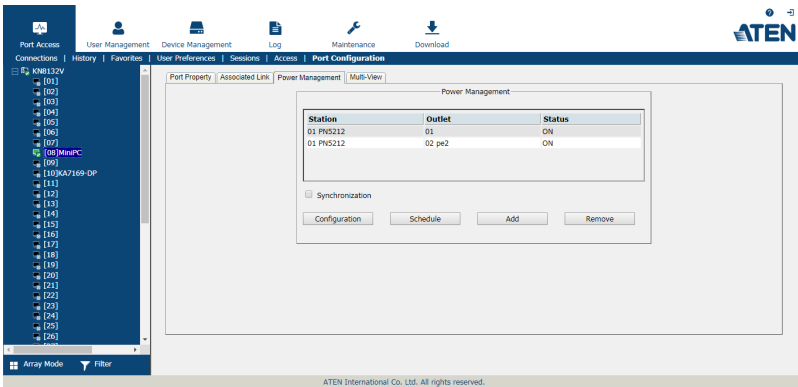 ATEN
Port Access User Management Device Management Log Maintenance Download
Connections | History | Favorites | User Preferences | Sessions | Access | Port Configuration
KN8132V
[01]
[02]
[03]
[04]
[05]
[06]
[07]
[08]MiniPC
[09]
[10]KA7169-DP
[11]
[12]
[13]
[14]
[15]
[16]
[17]
[18]
[19]
[20]
[21]
[22]
[23]
[24]
[25]
[26]
Array Mode Filter
Port Property Associated Link Power Management Multi-View
Power Management
Station Outlet Status
01 PN5212 01 ON
01 PN5212 02 pe2 ON
Synchronization
Configuration Schedule Add Remove
ATEN International Co. Ltd. All rights reserved.